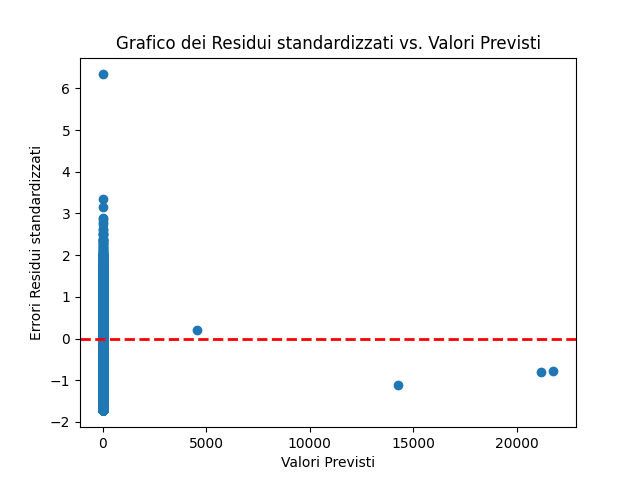 Grafico dei Residui standardizzati vs. Valori Previsti
Errori Residui standardizzati
6
5
4
3
2
1
0
−1
−2
0 5000 10000 15000 20000
Valori Previsti